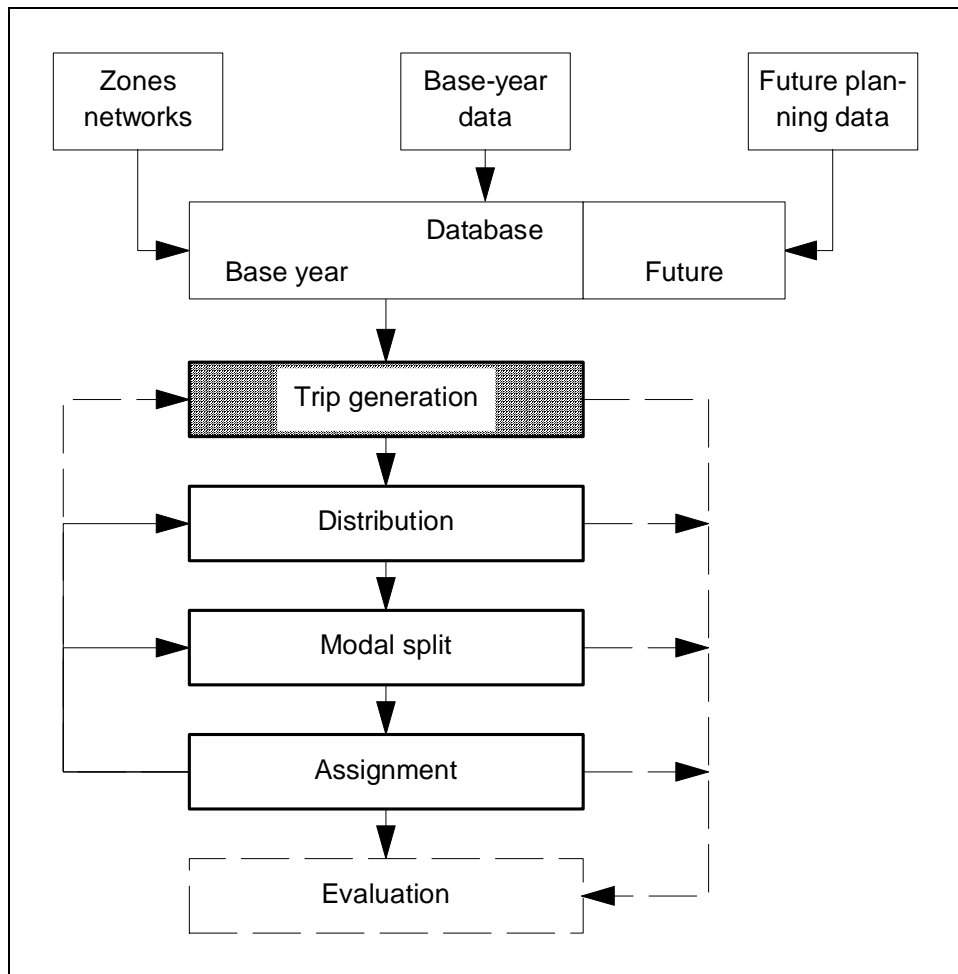 Zones
networks
Base-year
data
Future plan-
ning data
Database
Base year
Future
Trip generation
Distribution
Modal split
Assignment
Evaluation